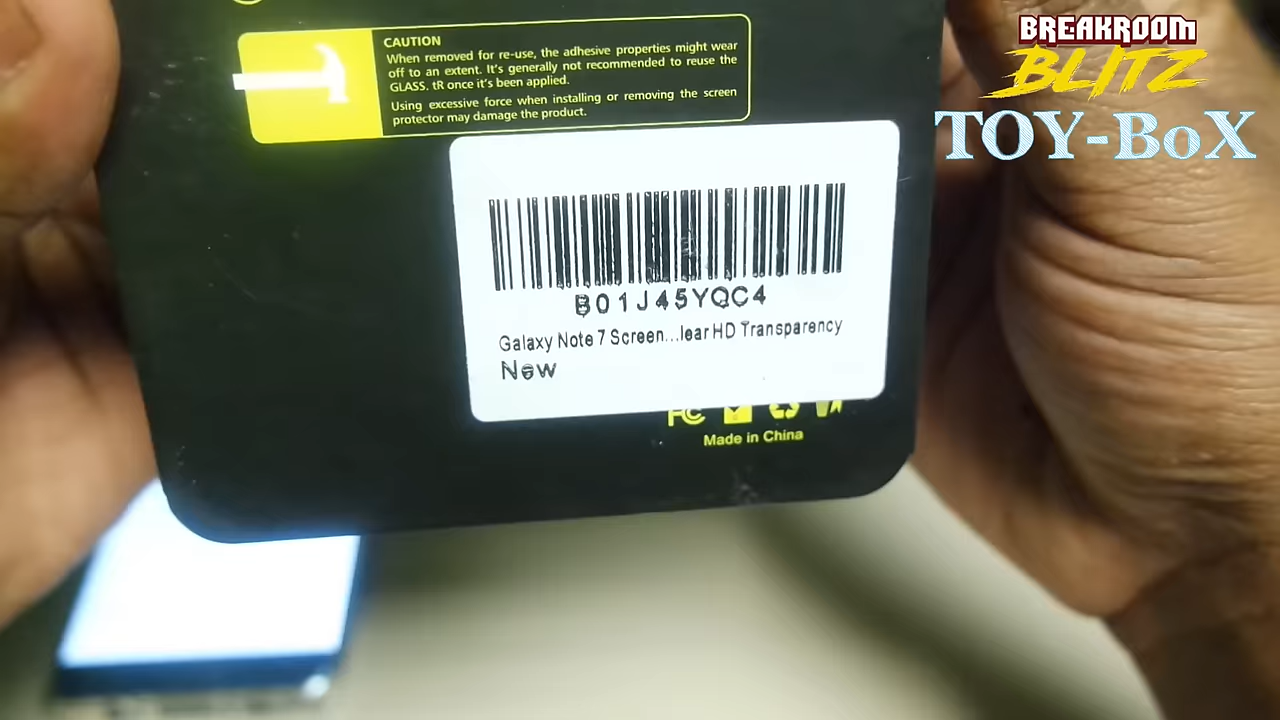 BREAKROOM
BLITZ
TOY-BoX
CAUTION
When removed for re-use, the adhesive properties might wear
off to an extent. It's generally not recommended to reuse the
GLASS. tR once it's been applied.
Using excessive force when installing or removing the screen
protector may damage the product.
B01J45YQC4
Galaxy Note 7 Screen...lear HD Transparency
New
FC
Made in China